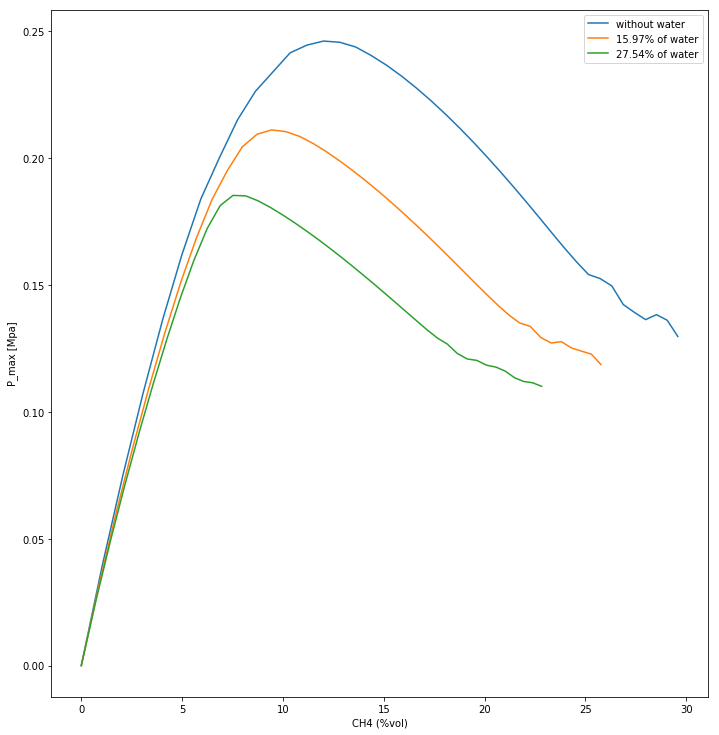 without water
15.97% of water
27.54% of water
P_max [Mpa]
0.25
0.20
0.15
0.10
0.05
0.00
0
5
10
15
20
25
30
CH4 (%vol)